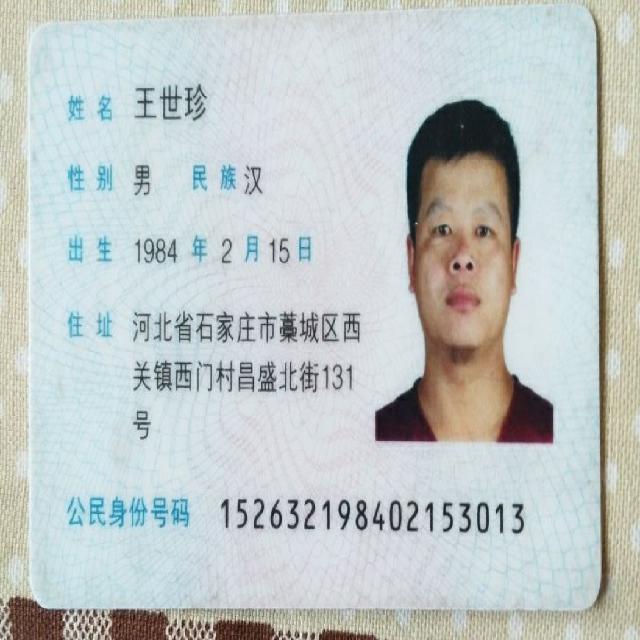 姓名 王世珍
性别 男 民族 汉
出生 1984 年 2 月 15 日
住址 河北省石家庄市藁城区西
关镇西门村昌盛北街131
号
公民身份号码 152632198402153013